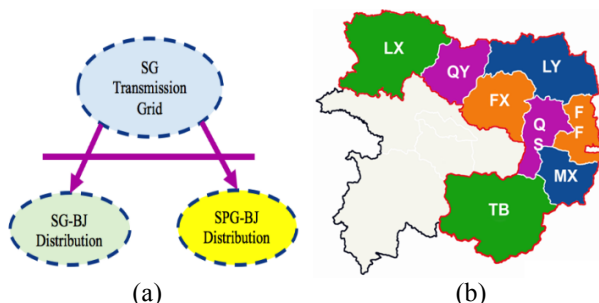 SG
Transmission
Grid
SG-BJ
Distribution
SPG-BJ
Distribution
(a)
LX
QY
LY
FX
Q
S
F
F
MX
TB
(b)